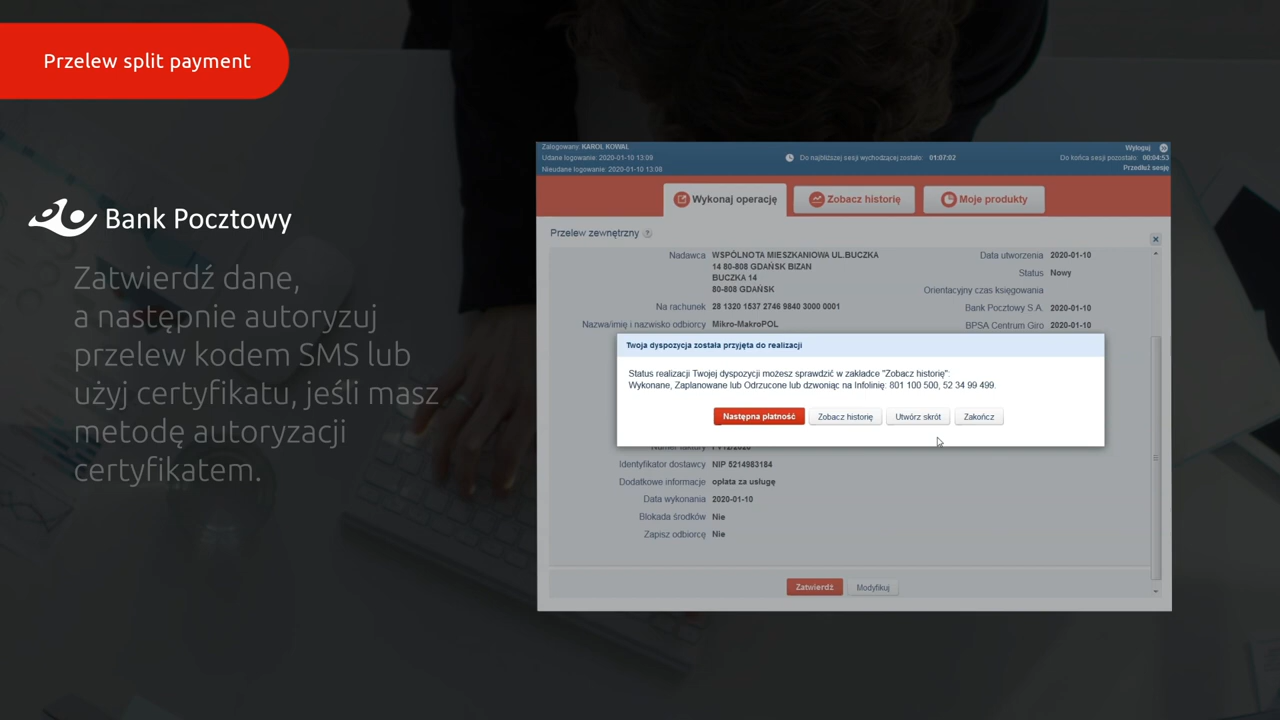 Przelew split payment
Bank Pocztowy
Zatwierdź dane,
a następnie autoryzuj
przelew kodem SMS lub
użyj certyfikatu, jeśli masz
metodę autoryzacji
certyfikatem.
Zalogowany: KAROL KOWAL
Wyloguj
Udane logowanie: 2020-01-10 13:09
Do najbliższej sesji wychodzącej zostało: 01:07:02
Do końca sesji pozostało: 00:04:53
Nieudane logowanie: 2020-01-10 13:09
Przedłuż sesję
Wykonaj operację
Zobacz historię
Moje produkty
Przelew zewnętrzny ?
Nadawca WSPÓLNOTA MIESZKANIOWA UL.BUCZKA
14 80-808 GDAŃSK BIZAN
BUCZKA 14
80-808 GDAŃSK
Na rachunek 28 1320 1537 2746 9840 3000 0001
Nazwa/imię i nazwisko odbiorcy Mikro-MakroPOL
Data utworzenia 2020-01-10
Status Nowy
Orientacyjny czas księgowania
Bank Pocztowy S.A. 2020-01-10
BPSA Centrum Giro 2020-01-10
Twoja dyspozycja została przyjęta do realizacji
Status realizacji Twojej dyspozycji możesz sprawdzić w zakładce "Zobacz historię":
Wykonane, Zaplanowane lub Odrzucone lub dzwoniąc na Infolinię: 801 100 500, 52 34 99 499.
Następna płatność
Zobacz historię
Utwórz skrót
Zakończ
Identyfikator dostawcy NIP 5214983184
Dodatkowe informacje opłata za usługę
Data wykonania 2020-01-10
Blokada środków Nie
Zapisz odbiorcę Nie
Zatwierdź
Modyfikuj